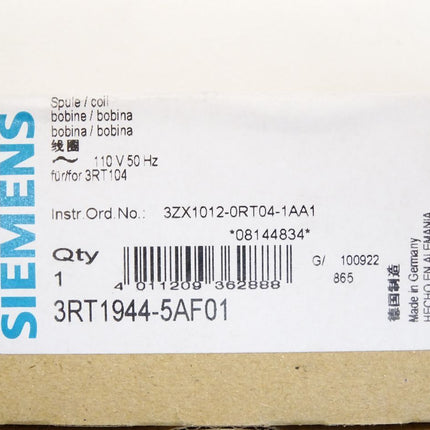 SIEMENS
Spule / coil
bobine / bobina
bobina / bobina
线圈
~ 110 V 50 Hz
für/for 3RT104
Instr.Ord.No.: 3ZX1012-0RT04-1AA1
*08144834*
Qty
1
G/ 100922
865
4 011209 362888
3RT1944-5AF01
德国制造
Made in Germany
HECHO EN ALEMANIA